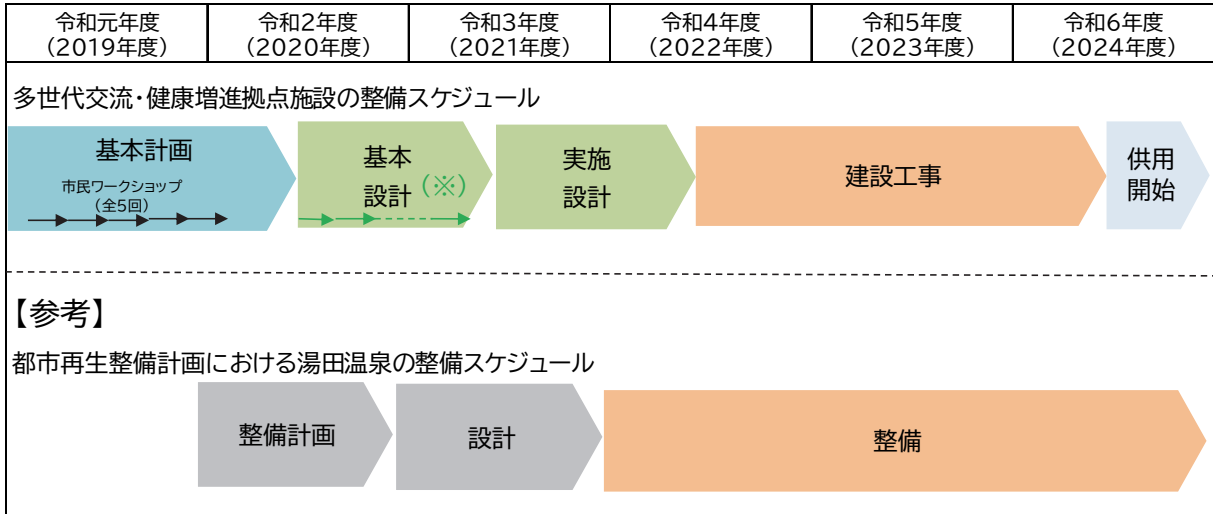 令和元年度
(2019年度)
令和2年度
(2020年度)
令和3年度
(2021年度)
令和4年度
(2022年度)
令和5年度
(2023年度)
令和6年度
(2024年度)
多世代交流・健康増進拠点施設の整備スケジュール
基本計画
市民ワークショップ
(全5回)
基本
設計(※)
実施
設計
建設工事
供用
開始
【参考】
都市再生整備計画における湯田温泉の整備スケジュール
整備計画
設計
整備